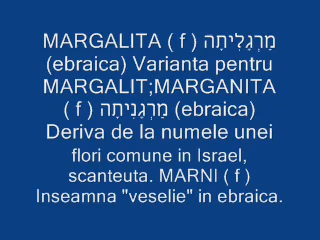 MARGALITA ( f ) מַרְגָלִיתָה
(ebraica) Varianta pentru
MARGALIT;MARGANITA
( f ) מַרְגָנִיתָה (ebraica)
Deriva de la numele unei
flori comune in Israel,
scanteuta. MARNI ( f )
Inseamna "veselie" in ebraica.